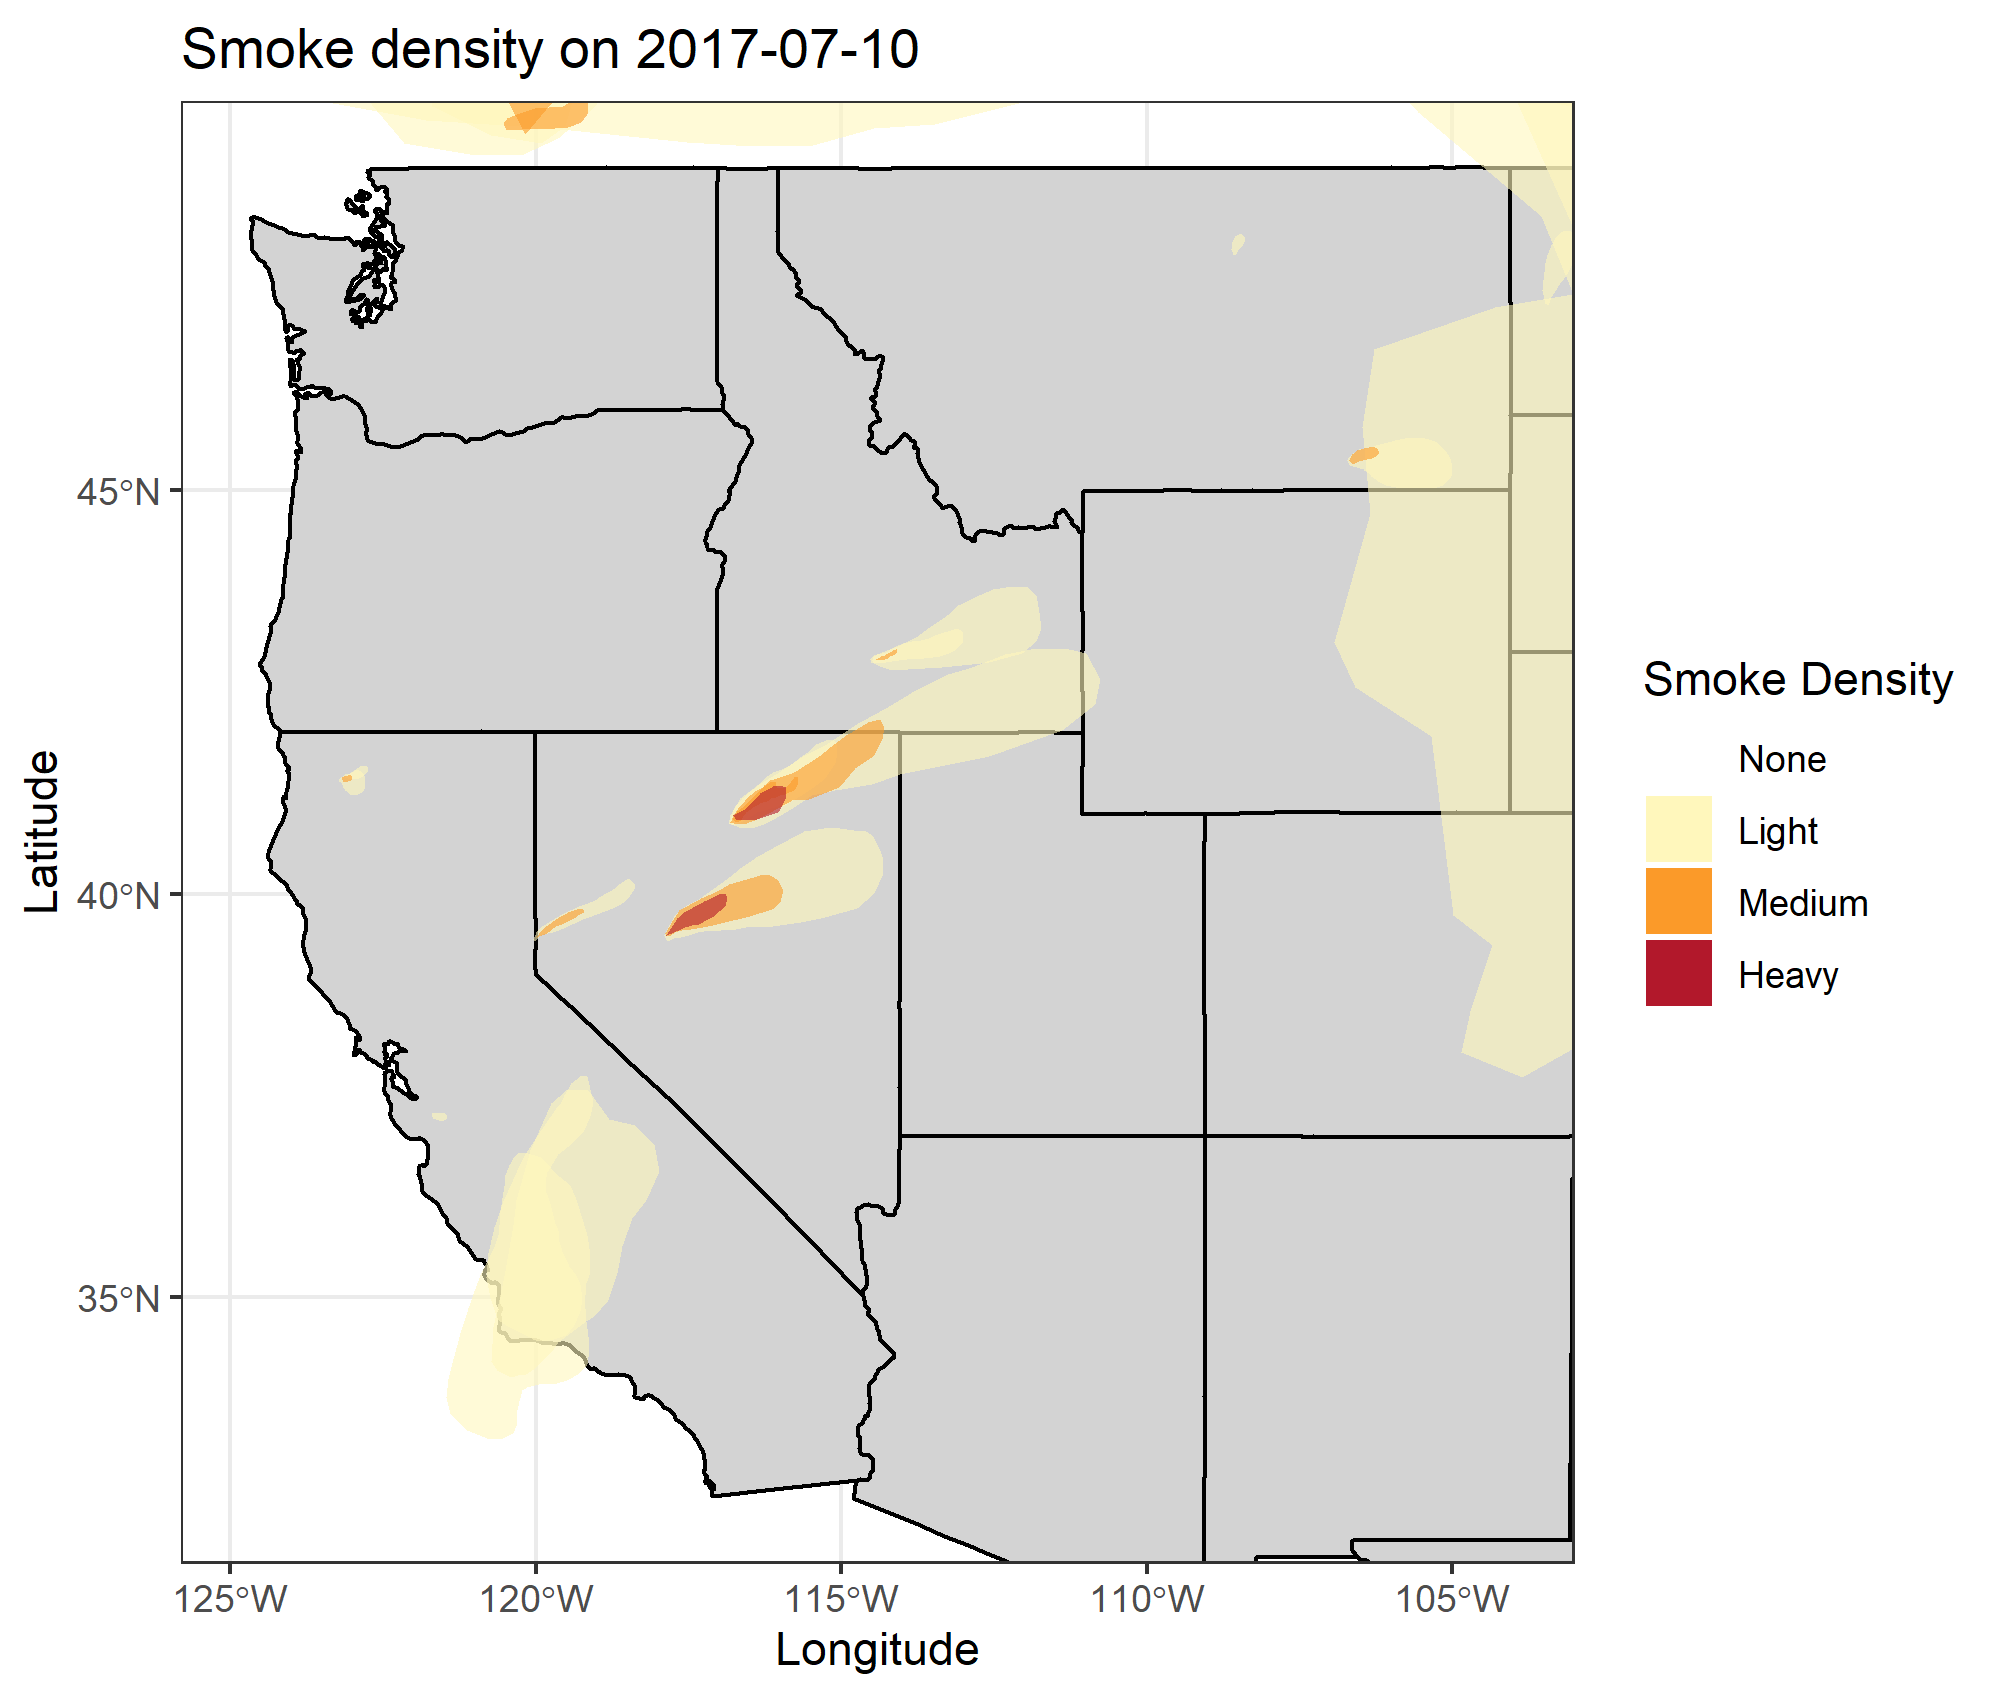 Smoke density on 2017-07-10
45°N
40°N
35°N
Latitude
125°W
120°W
115°W
110°W
105°W
Longitude
Smoke Density
None
Light
Medium
Heavy